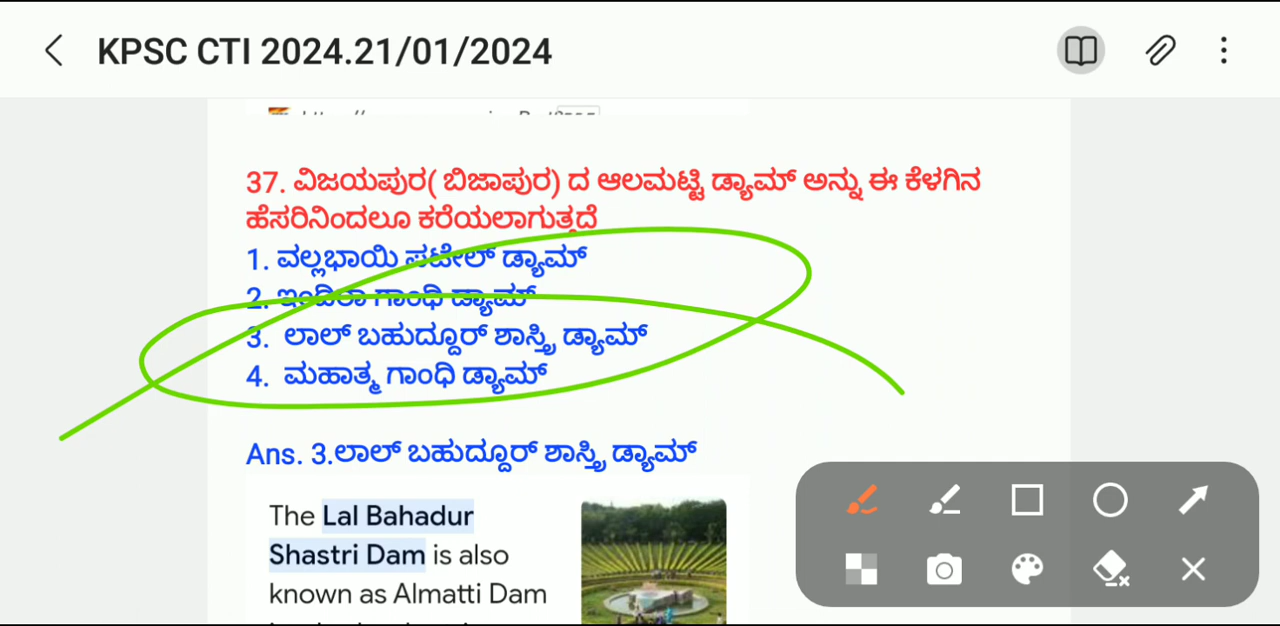 KPSC CTI 2024.21/01/2024
37. ವಿಜಯಪುರ( ಬಿಜಾಪುರ) ದ ಆಲಮಟ್ಟಿ ಡ್ಯಾಮ್ ಅನ್ನು ಈ ಕೆಳಗಿನ
ಹೆಸರಿನಿಂದಲೂ ಕರೆಯಲಾಗುತ್ತದೆ
1. ವಲ್ಲಭಾಯಿ ಪಟೇಲ್ ಡ್ಯಾಮ್
2. ಇಂದಿರಾ ಗಾಂಧಿ ಡ್ಯಾಮ್
3. ಲಾಲ್ ಬಹುದ್ದೂರ್ ಶಾಸ್ತ್ರಿ ಡ್ಯಾಮ್
4. ಮಹಾತ್ಮ ಗಾಂಧಿ ಡ್ಯಾಮ್
Ans. 3.ಲಾಲ್ ಬಹುದ್ದೂರ್ ಶಾಸ್ತ್ರಿ ಡ್ಯಾಮ್
The Lal Bahadur
Shastri Dam is also
known as Almatti Dam